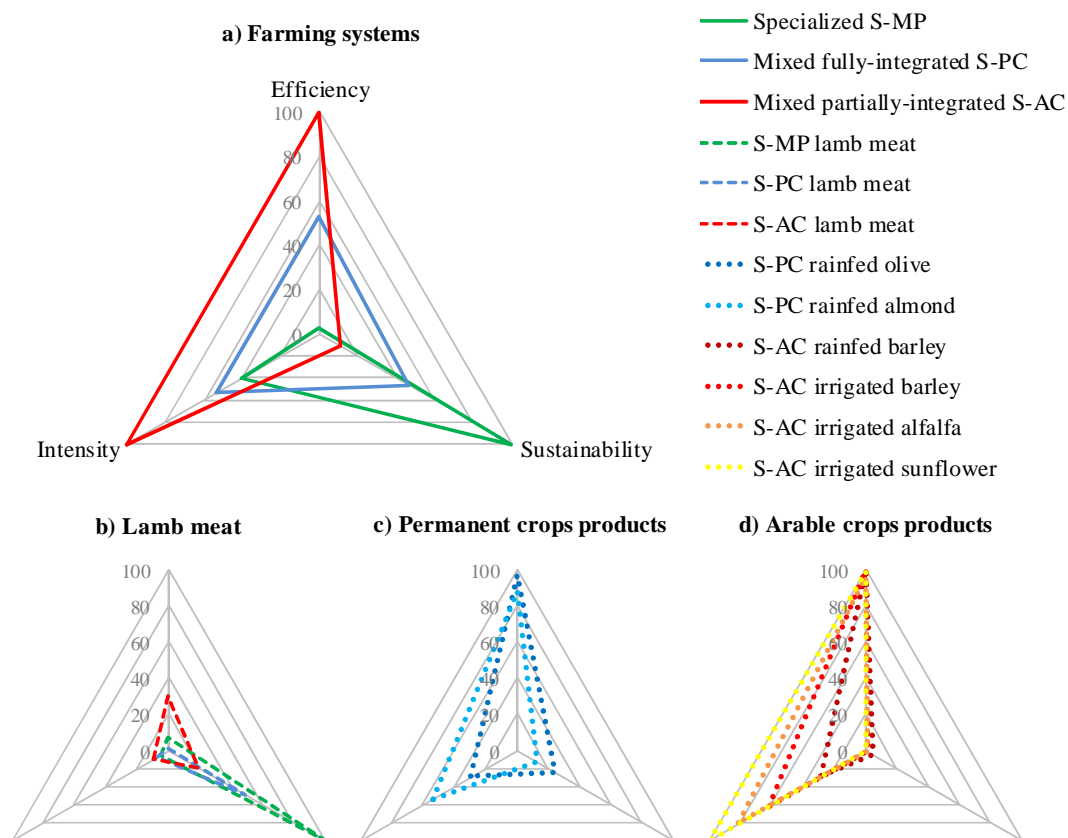 a) Farming systems
Efficiency
100
80
60
40
20
0
Intensity
Sustainability
Specialized S-MP
Mixed fully-integrated S-PC
Mixed partially-integrated S-AC
S-MP lamb meat
S-PC lamb meat
S-AC lamb meat
S-PC rainfed olive
S-PC rainfed almond
S-AC rainfed barley
S-AC irrigated barley
S-AC irrigated alfalfa
S-AC irrigated sunflower
b) Lamb meat
100
80
60
40
20
0
c) Permanent crops products
100
80
60
40
20
0
d) Arable crops products
100
80
60
40
20
0